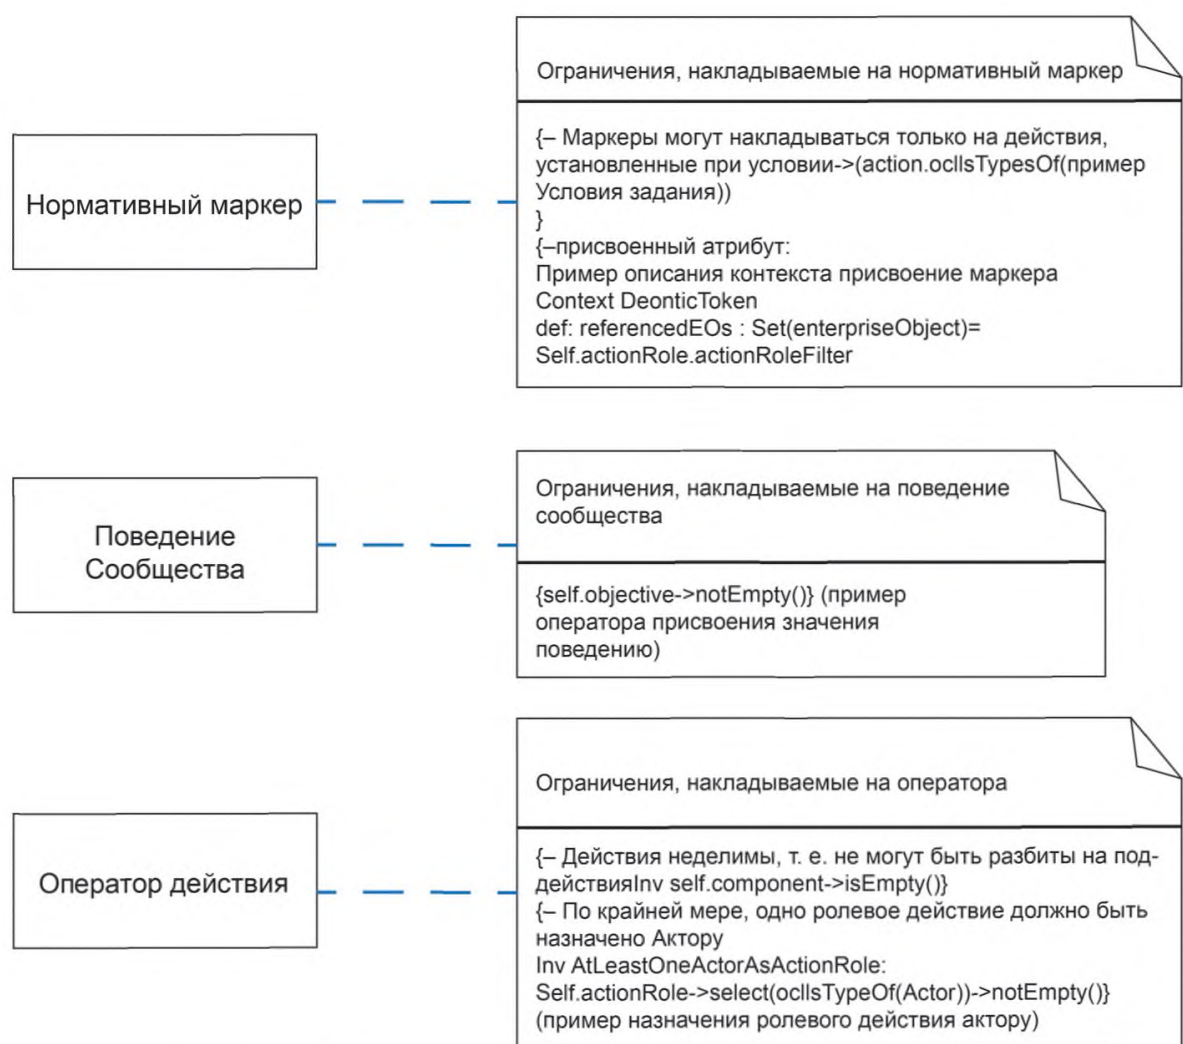 Ограничения, накладываемые на нормативный маркер
Нормативный маркер
{– Маркеры могут накладываться только на действия,
установленные при условии->(action.ocllsTypesOf(пример
Условия задания))
}
{–присвоенный атрибут:
Пример описания контекста присвоение маркера
Context DeonticToken
def: referencedEOs : Set(enterpriseObject)=
Self.actionRole.actionRoleFilter
Поведение
Сообщества
Ограничения, накладываемые на поведение
сообщества
{self.objective->notEmpty()} (пример
оператора присвоения значения
поведению)
Оператор действия
Ограничения, накладываемые на оператора
{– Действия неделимы, т. е. не могут быть разбиты на под-
действияInv self.component->isEmpty()}
{– По крайней мере, одно ролевое действие должно быть
назначено Актору
Inv AtLeastOneActorAsActionRole:
Self.actionRole->select(ocllsTypeOf(Actor))->notEmpty()}
(пример назначения ролевого действия актору)